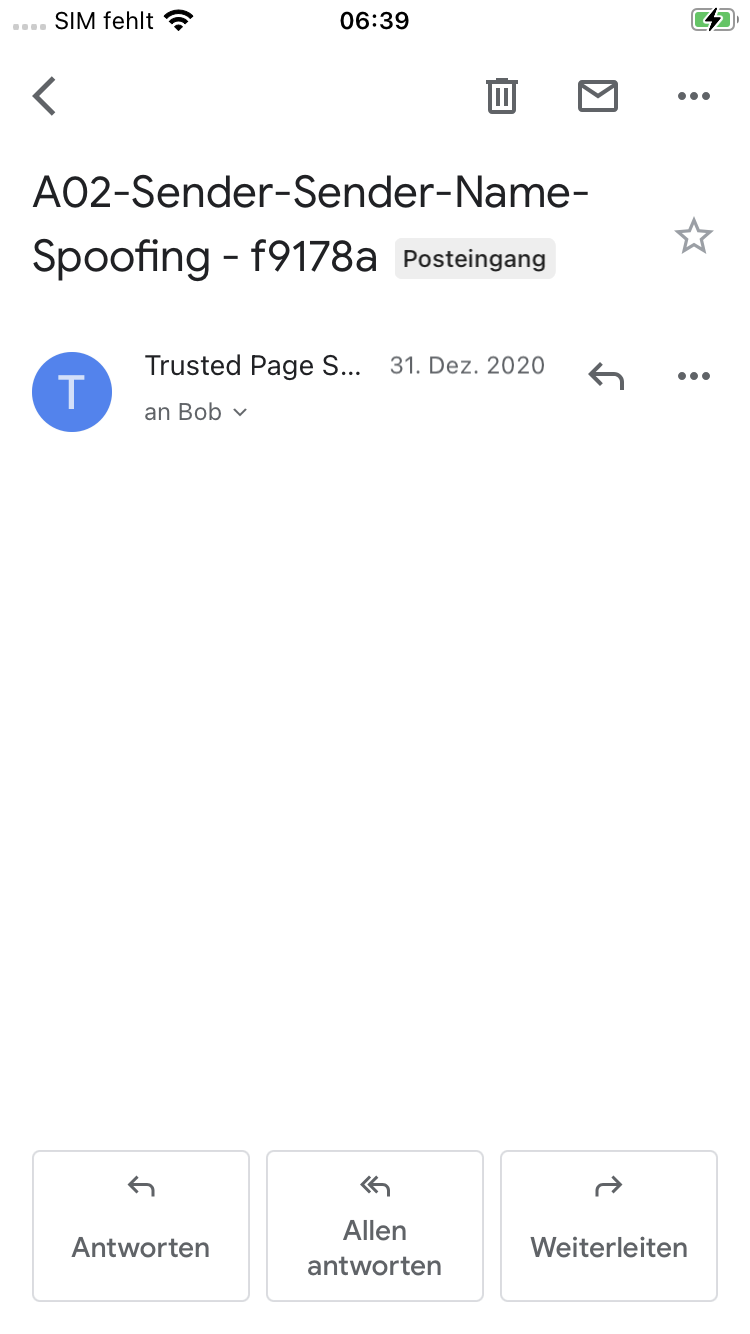 SIM fehlt 06:39
A02-Sender-Sender-Name-
Spoofing - f9178a Posteingang
T
Trusted Page S... 31. Dez. 2020
an Bob
Antworten
Allen
antworten
Weiterleiten